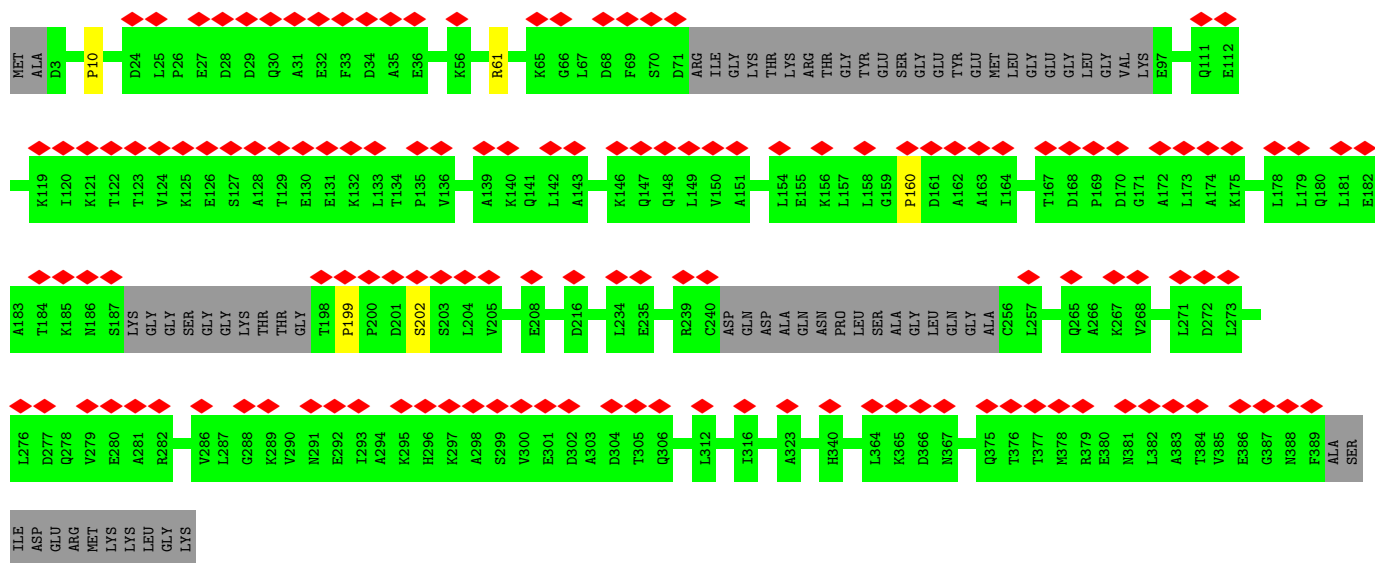 MET ALA D3 P10 D24 L25 P26 E27 D28 D29 Q30 A31 E32 F33 D34 A35 E36 K56 R61 K65 G66 L67 D68 F69 S70 D71 ARG ILE GLY LYS THR LYS ARG THR GLY TYR GLU SER GLY GLU TYR GLU MET LEU GLY GLU GLY LEU GLY VAL LYS E97 Q111 E112
K119 I120 K121 T122 T123 V124 K125 E126 S127 A128 T129 E130 E131 K132 L133 T134 P135 V136 A139 K140 Q141 L142 A143 K146 Q147 Q148 L149 V150 A151 L154 E155 K156 L157 L158 G159 P160 D161 A162 A163 I164 T167 D168 P169 D170 G171 A172 L173 A174 K175 L178 L179 Q180 L181 E182
A183 T184 K185 N186 S187 LYS GLY GLY SER GLY GLY LYS THR THR GLY T198 P199 P200 D201 S202 S203 L204 V205 E208 D216 L234 E235 R239 C240 ASP GLN ASP ALA GLN ASN PRO LEU SER ALA GLY LEU GLN GLY ALA C256 L257 Q265 A266 K267 V268 L271 D272 L273
L276 D277 Q278 V279 E280 A281 R282 V286 L287 G288 K289 V290 N291 E292 I293 A294 K295 H296 K297 A298 S299 V300 E301 D302 A303 D304 T305 Q306 L312 I316 A323 H340 L364 K365 D366 N367 Q375 T376 T377 M378 R379 E380 N381 L382 A383 T384 V385 E386 G387 N388 F389 ALA SER
ILE ASP GLU ARG MET LYS LYS LEU GLY LYS